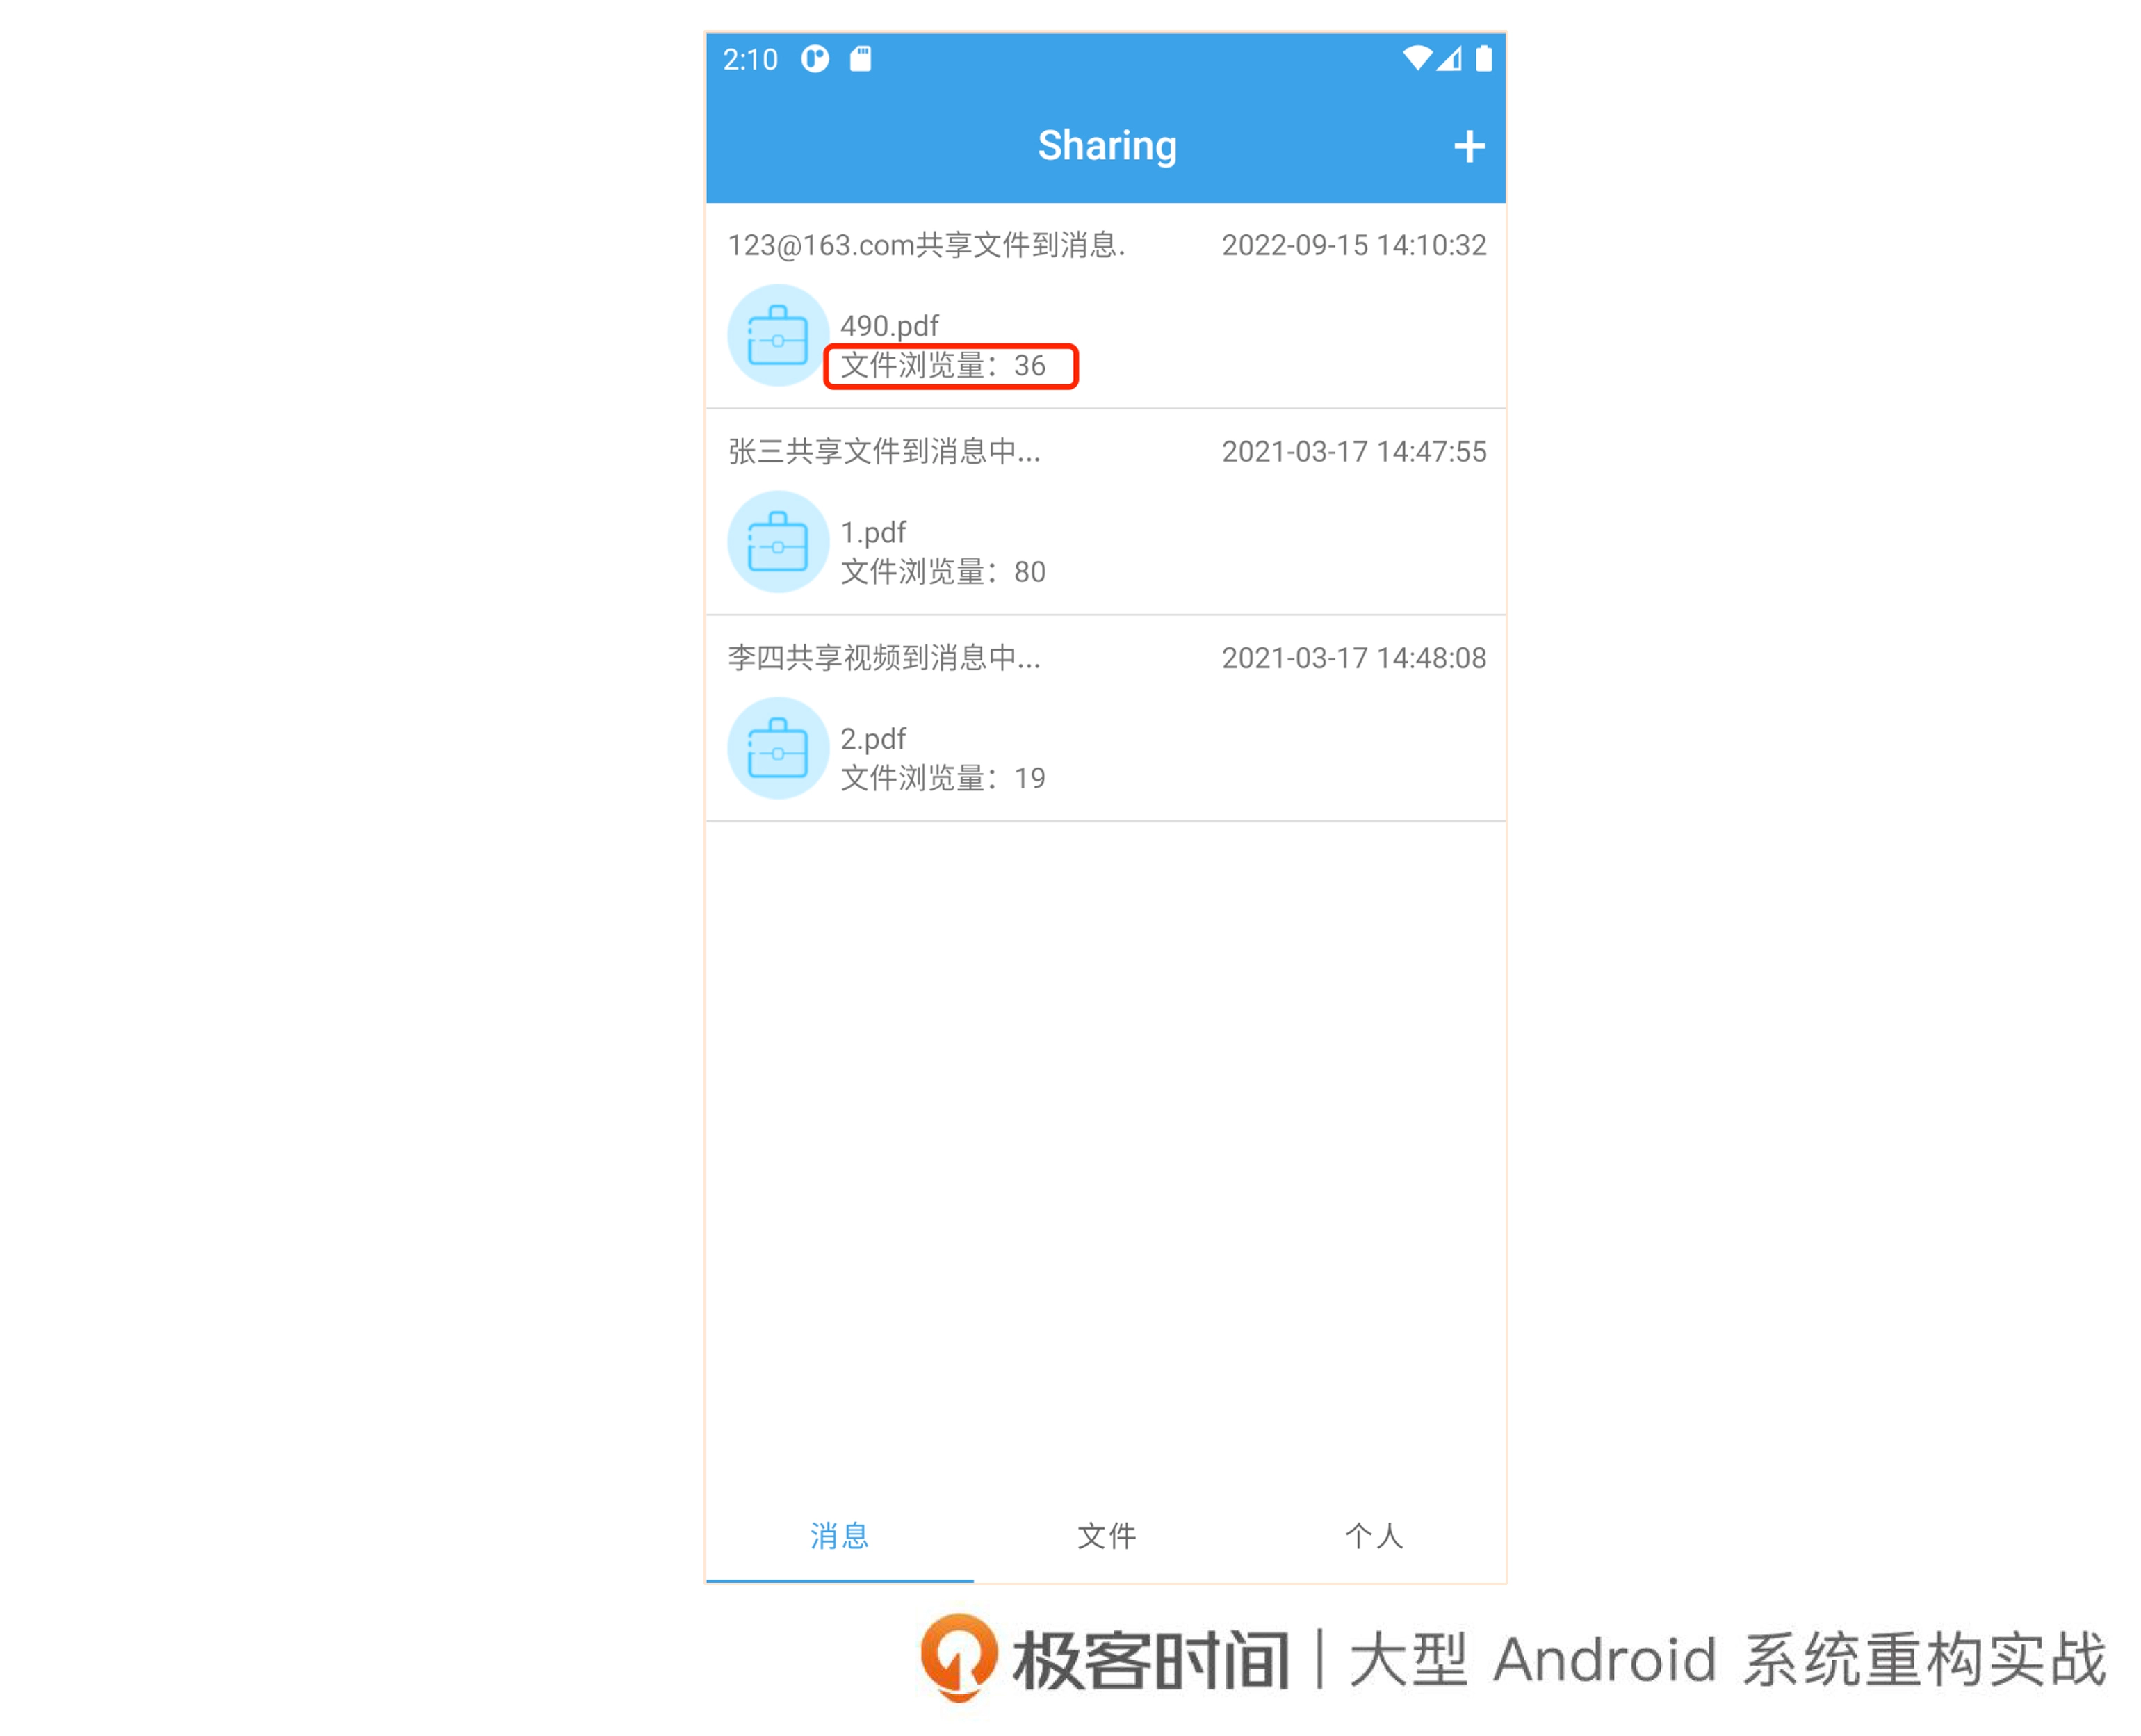 2:10
Sharing
+
123@163.com共享文件到消息. 2022-09-15 14:10:32
490.pdf
文件浏览量：36
张三共享文件到消息中... 2021-03-17 14:47:55
1.pdf
文件浏览量：80
李四共享视频到消息中... 2021-03-17 14:48:08
2.pdf
文件浏览量：19
消息 文件 个人
极客时间 | 大型 Android 系统重构实战